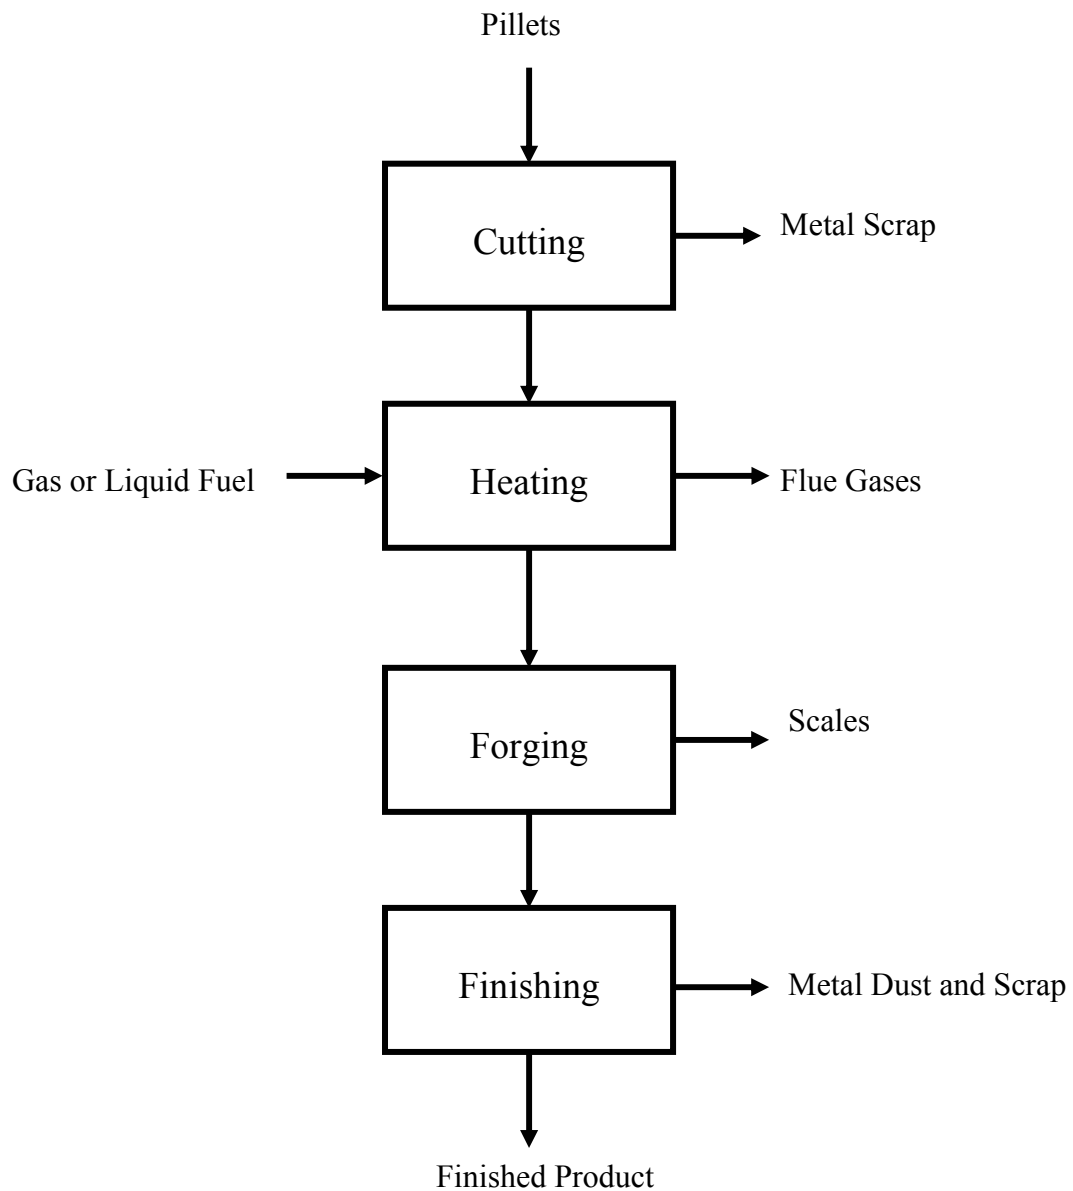 Pillets
Cutting
Metal Scrap
Gas or Liquid Fuel
Heating
Flue Gases
Forging
Scales
Finishing
Metal Dust and Scrap
Finished Product